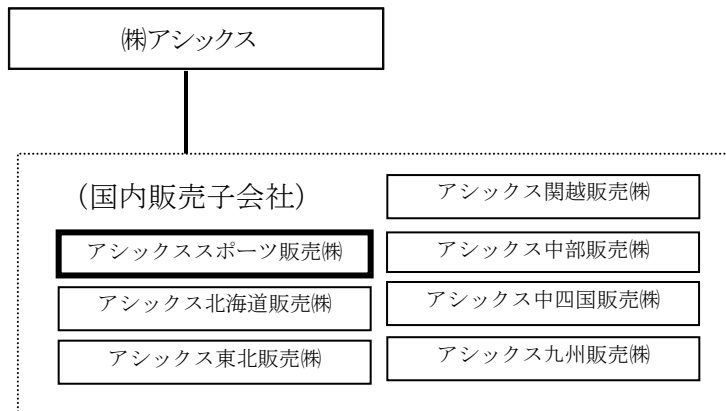 ㈱アシックス
(国内販売子会社)
アシックススポーツ販売㈱
アシックス北海道販売㈱
アシックス東北販売㈱
アシックス関越販売㈱
アシックス中部販売㈱
アシックス中四国販売㈱
アシックス九州販売㈱